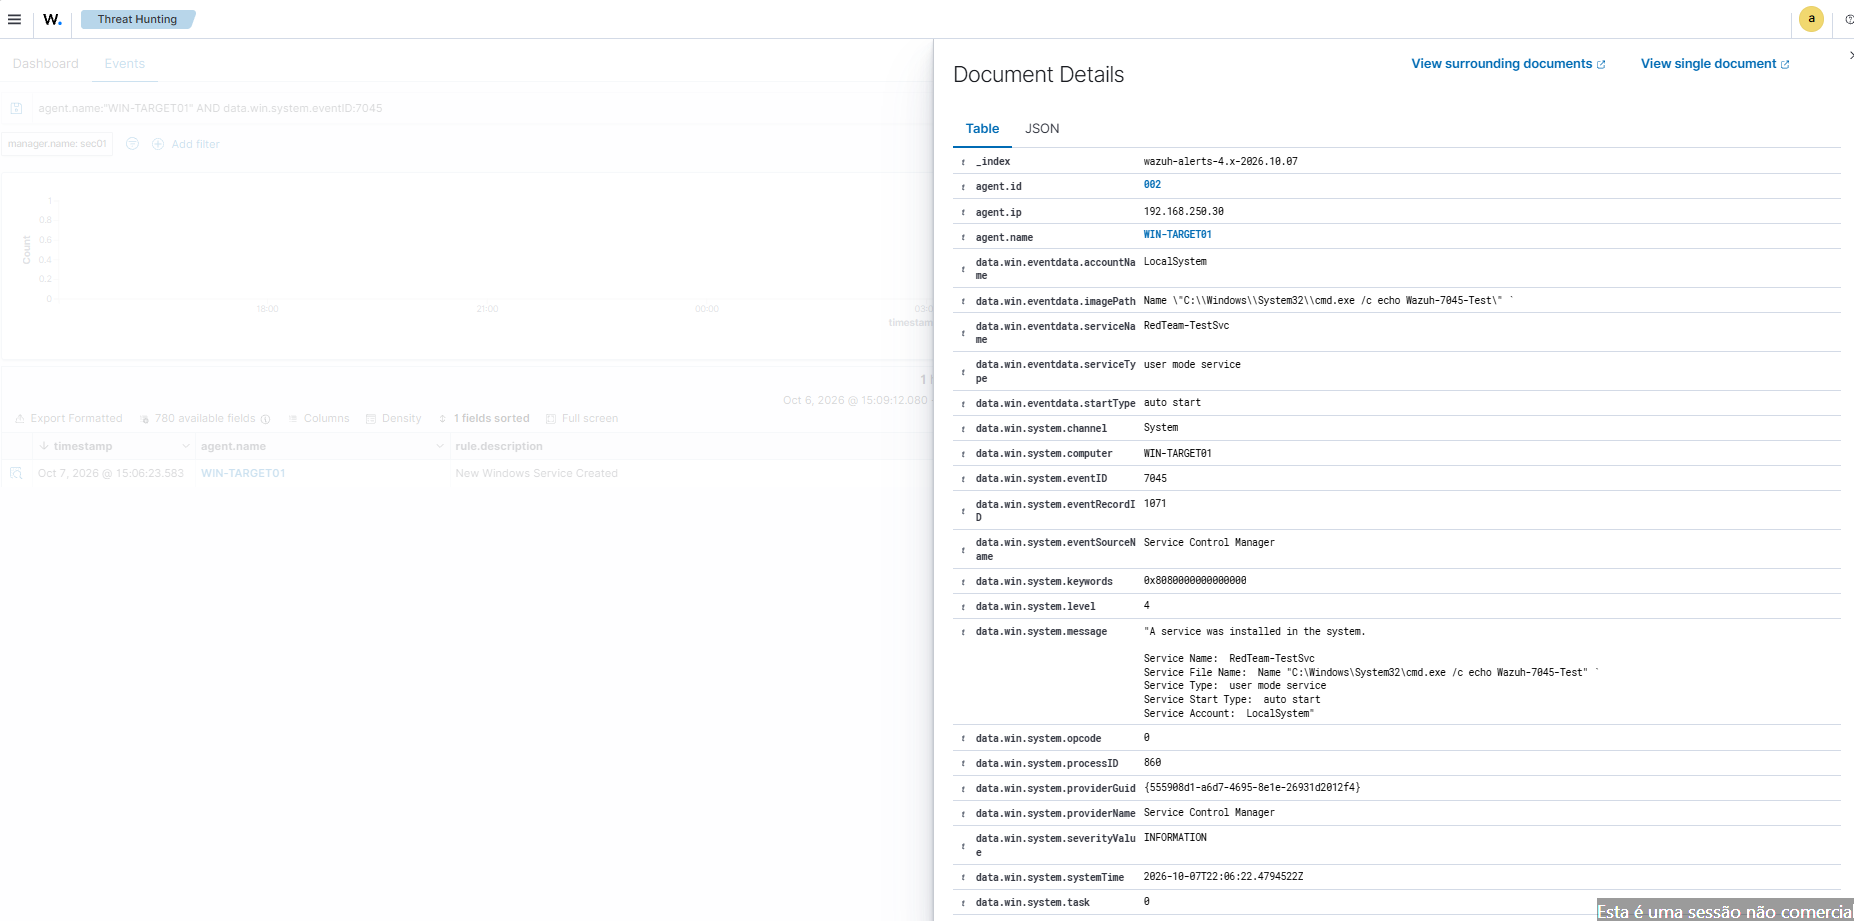 W.
Threat Hunting
a
Dashboard
Events
agent.name:"WIN-TARGET01" AND data.win.system.eventID:7045
manager.name: sec01
Add filter
1
0.8
0.6
0.4
0.2
0
Count
18:00
21:00
00:00
timestam
1
Oct 6, 2026 @ 15:09:12.080 -
Export Formatted
780 available fields
Columns
Density
1 fields sorted
Full screen
timestamp
agent.name
rule.description
Oct 7, 2026 @ 15:06:23.583
WIN-TARGET01
New Windows Service Created
Document Details
View surrounding documents
View single document
Table
JSON
t _index wazuh-alerts-4.x-2026.10.07
t agent.id 002
t agent.ip 192.168.250.30
t agent.name WIN-TARGET01
t data.win.eventdata.accountNa LocalSystem
me
t data.win.eventdata.imagePath Name \"C:\\Windows\\System32\\cmd.exe /c echo Wazuh-7045-Test\" `
t data.win.eventdata.serviceNa RedTeam-TestSvc
me
t data.win.eventdata.serviceTy user mode service
pe
t data.win.eventdata.startType auto start
t data.win.system.channel System
t data.win.system.computer WIN-TARGET01
t data.win.system.eventID 7045
t data.win.system.eventRecordI 1071
D
t data.win.system.eventSourceN Service Control Manager
ame
t data.win.system.keywords 0x8080000000000000
t data.win.system.level 4
t data.win.system.message "A service was installed in the system.
Service Name:  RedTeam-TestSvc
Service File Name:  Name "C:\Windows\System32\cmd.exe /c echo Wazuh-7045-Test" `
Service Type:  user mode service
Service Start Type:  auto start
Service Account:  LocalSystem"
t data.win.system.opcode 0
t data.win.system.processID 860
t data.win.system.providerGuid {555908d1-a6d7-4695-8e1e-26931d2012f4}
t data.win.system.providerName Service Control Manager
t data.win.system.severityValu INFORMATION
e
t data.win.system.systemTime 2026-10-07T22:06:22.4794522Z
t data.win.system.task 0
Esta é uma sessão não comercial